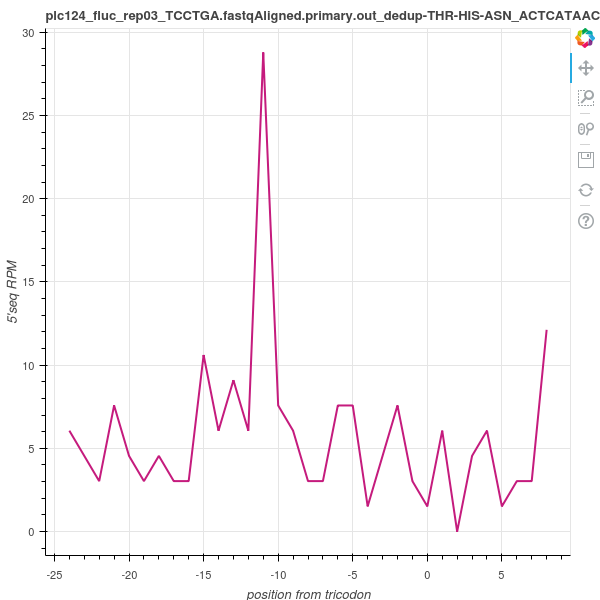 plc124_fluc_rep03_TCCTGA.fastqAligned.primary.out_dedup-THR-HIS-ASN_ACTCATAAC
30
25
20
15
10
5
0
5'seq RPM
-25 -20 -15 -10 -5 0 5
position from tricodon